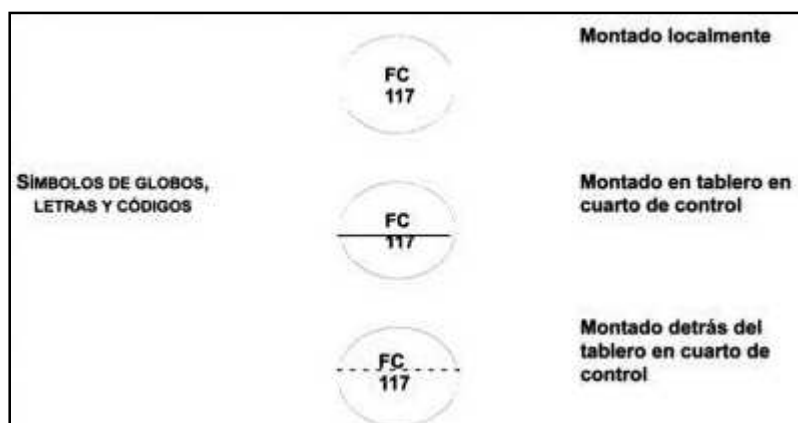 FC
117
Montado localmente
SÍMBOLOS DE GLOBOS,
LETRAS Y CÓDIGOS
FC
117
Montado en tablero en
cuarto de control
FC
117
Montado detrás del
tablero en cuarto de
control